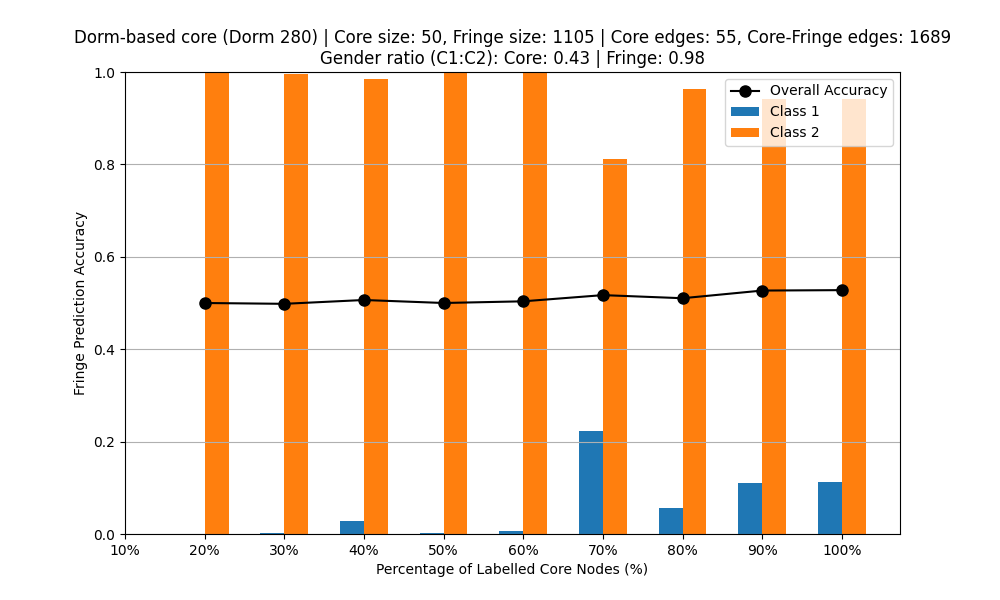 Dorm-based core (Dorm 280) | Core size: 50, Fringe size: 1105 | Core edges: 55, Core-Fringe edges: 1689
Gender ratio (C1:C2): Core: 0.43 | Fringe: 0.98
Overall Accuracy
Class 1
Class 2
Fringe Prediction Accuracy
1.0
0.8
0.6
0.4
0.2
0.0
10% 20% 30% 40% 50% 60% 70% 80% 90% 100%
Percentage of Labelled Core Nodes (%)